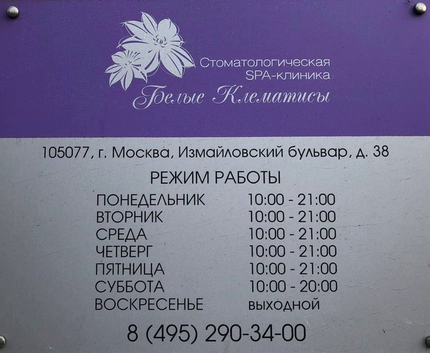 Стоматологическая
SPA-клиника
Белые Клематисы
105077, г. Москва, Измайловский бульвар, д. 38
РЕЖИМ РАБОТЫ
ПОНЕДЕЛЬНИК 10:00 - 21:00
ВТОРНИК 10:00 - 21:00
СРЕДА 10:00 - 21:00
ЧЕТВЕРГ 10:00 - 21:00
ПЯТНИЦА 10:00 - 21:00
СУББОТА 10:00 - 20:00
ВОСКРЕСЕНЬЕ выходной
8 (495) 290-34-00